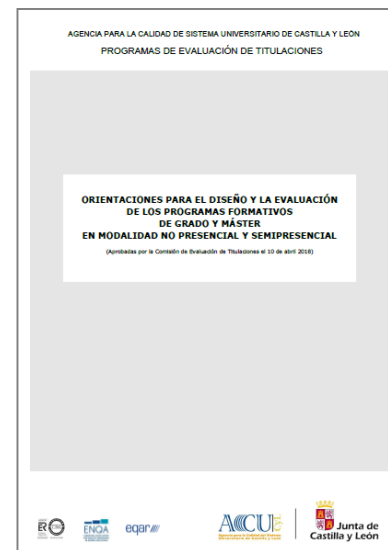 AGENCIA PARA LA CALIDAD DE SISTEMA UNIVERSITARIO DE CASTILLA Y LEÓN
PROGRAMAS DE EVALUACIÓN DE TITULACIONES
ORIENTACIONES PARA EL DISEÑO Y LA EVALUACIÓN
DE LOS PROGRAMAS FORMATIVOS
DE GRADO Y MÁSTER
EN MODALIDAD NO PRESENCIAL Y SEMIPRESENCIAL
(Aprobadas por la Comisión de Evaluación de Titulaciones el 10 de abril 2018)
ER
ENQA
eqar
ACSUCYL
Junta de
Castilla y León